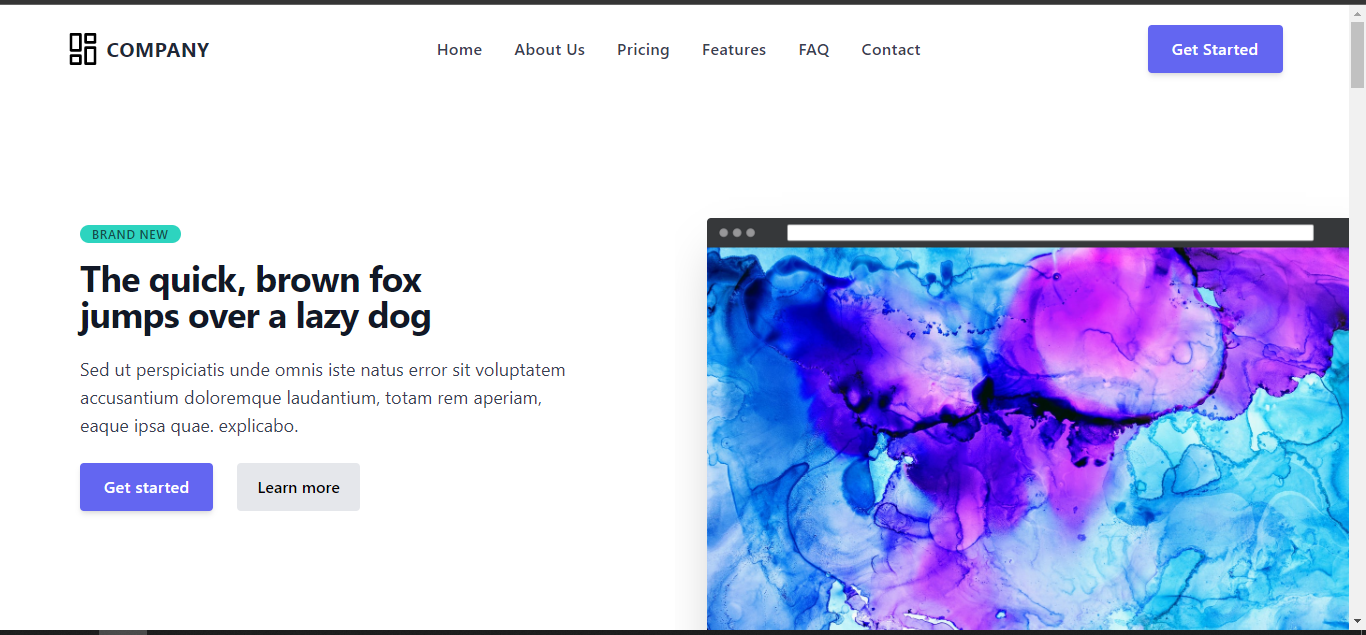 COMPANY
Home About Us Pricing Features FAQ Contact
Get Started
BRAND NEW
The quick, brown fox
jumps over a lazy dog
Sed ut perspiciatis unde omnis iste natus error sit voluptatem
accusantium doloremque laudantium, totam rem aperiam,
eaque ipsa quae. explicabo.
Get started
Learn more